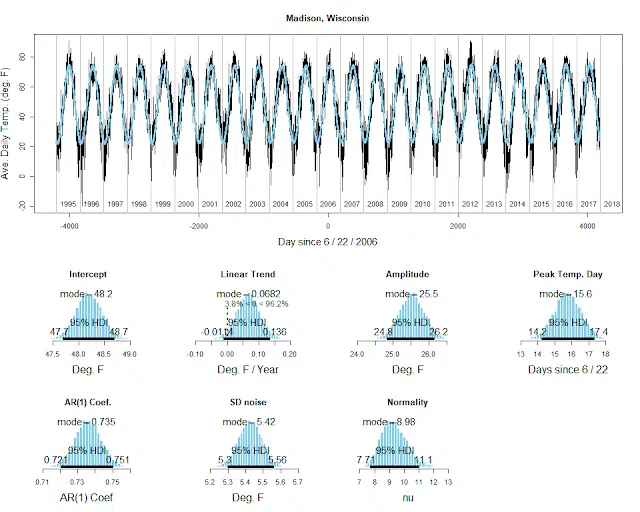 Madison, Wisconsin
Ave. Daily Temp. (deg. F)
80
60
40
20
0
-20
1995 1996 1997 1998 1999 2000 2001 2002 2003 2004 2005 2006 2007 2008 2009 2010 2011 2012 2013 2014 2015 2016 2017 2018
-4000 -2000 0 2000 4000
Day since 6 / 22 / 2006
Intercept
mode = 48.2
95% HDI
47.7 48.7
47.5 48.0 48.5 49.0
Deg. F
Linear Trend
mode = 0.0682
3.8% < 0 < 96.2%
95% HDI
0.136
-0.10 0.00 0.10 0.20
Deg. F / Year
Amplitude
mode = 25.5
95% HDI
24.8 26.2
24.0 25.0 26.0
Deg. F
Peak Temp. Day
mode = 15.6
95% HDI
14.2 17.4
13 14 15 16 17 18
Days since 6 / 22
AR(1) Coef.
mode = 0.735
95% HDI
0.721 0.751
0.71 0.73 0.75
AR(1) Coef
SD noise
mode = 5.42
95% HDI
5.3 5.56
5.2 5.3 5.4 5.5 5.6 5.7
Deg. F
Normality
mode = 8.98
95% HDI
7.71 11.1
7 8 9 10 11 12 13
nu